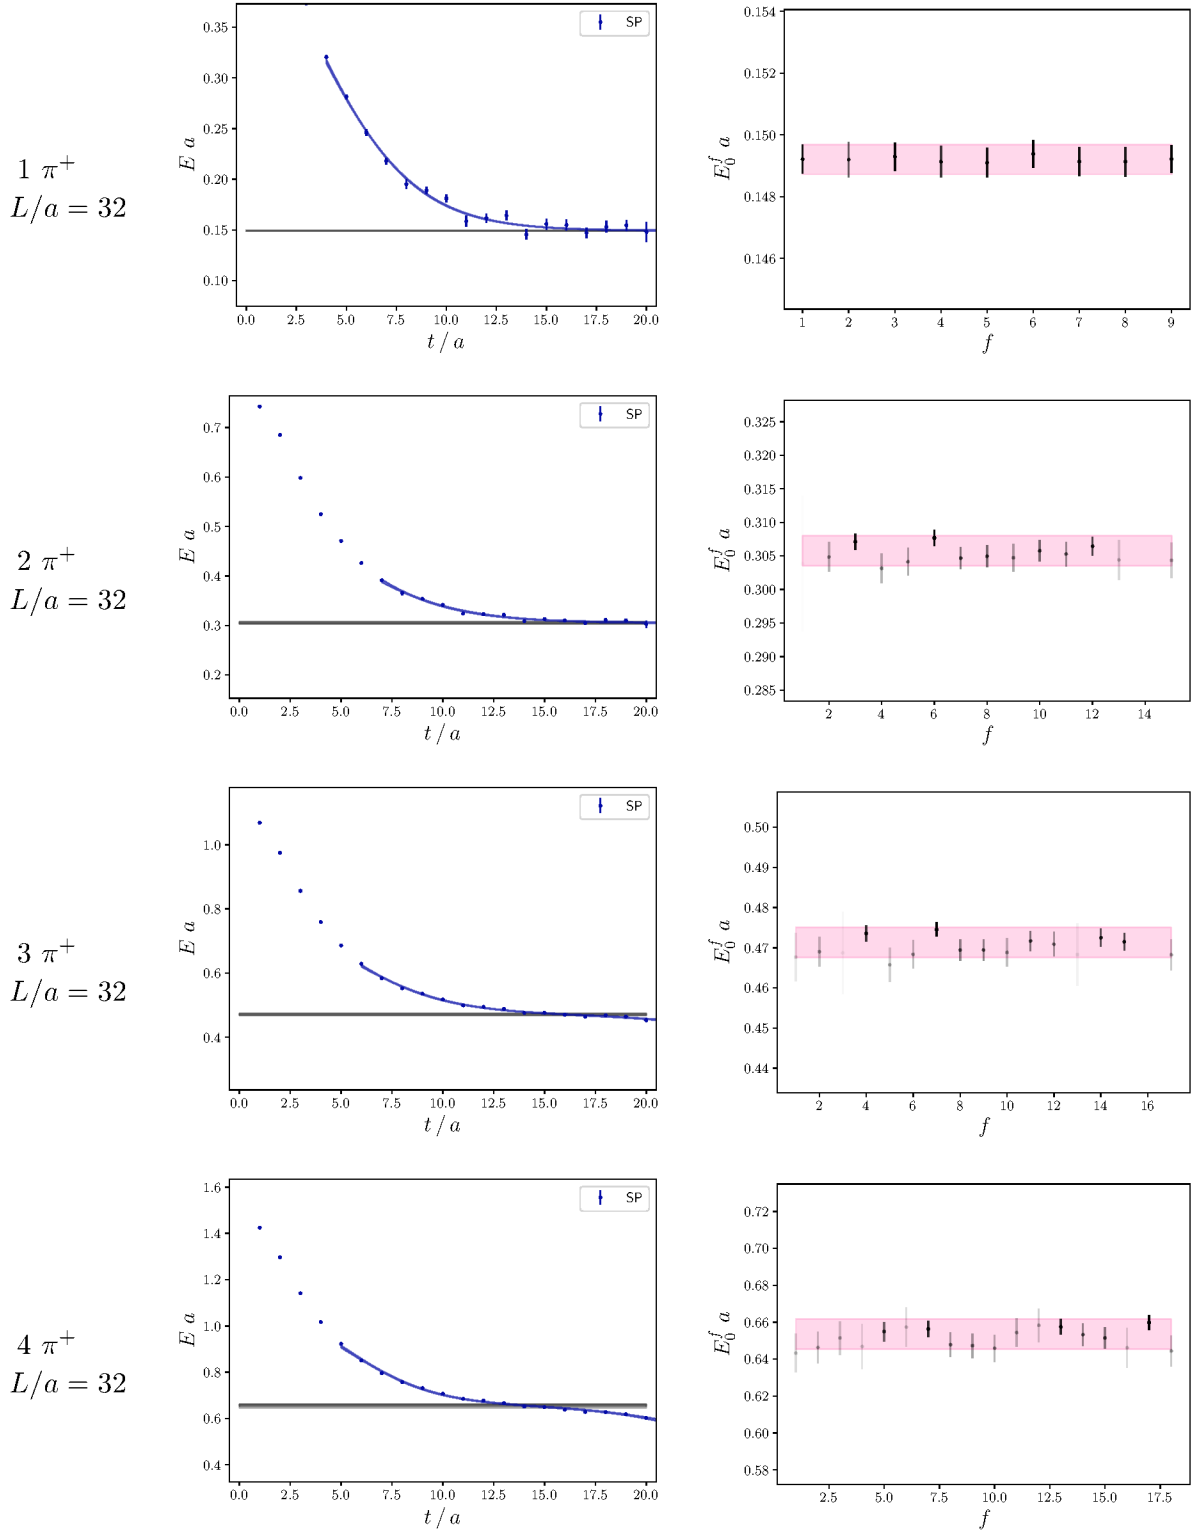 1 π⁺
L/a = 32
0.35
0.30
0.25
0.20
0.15
0.10
E a
SP
0.0 2.5 5.0 7.5 10.0 12.5 15.0 17.5 20.0
t / a
0.154
0.152
0.150
0.148
0.146
E₀ᶠ a
1 2 3 4 5 6 7 8 9
f
2 π⁺
L/a = 32
0.7
0.6
0.5
0.4
0.3
0.2
E a
SP
0.0 2.5 5.0 7.5 10.0 12.5 15.0 17.5 20.0
t / a
0.325
0.320
0.315
0.310
0.305
0.300
0.295
0.290
0.285
E₀ᶠ a
2 4 6 8 10 12 14
f
3 π⁺
L/a = 32
1.0
0.8
0.6
0.4
E a
SP
0.0 2.5 5.0 7.5 10.0 12.5 15.0 17.5 20.0
t / a
0.50
0.49
0.48
0.47
0.46
0.45
0.44
E₀ᶠ a
2 4 6 8 10 12 14 16
f
4 π⁺
L/a = 32
1.6
1.4
1.2
1.0
0.8
0.6
0.4
E a
SP
0.0 2.5 5.0 7.5 10.0 12.5 15.0 17.5 20.0
t / a
0.72
0.70
0.68
0.66
0.64
0.62
0.60
0.58
E₀ᶠ a
2.5 5.0 7.5 10.0 12.5 15.0 17.5
f